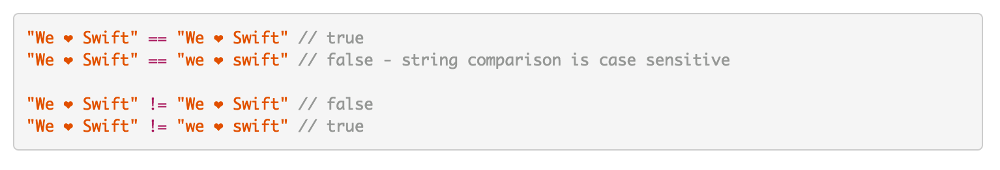 "We ❤ Swift" == "We ❤ Swift" // true
"We ❤ Swift" == "we ❤ swift" // false - string comparison is case sensitive
"We ❤ Swift" != "We ❤ Swift" // false
"We ❤ Swift" != "we ❤ swift" // true